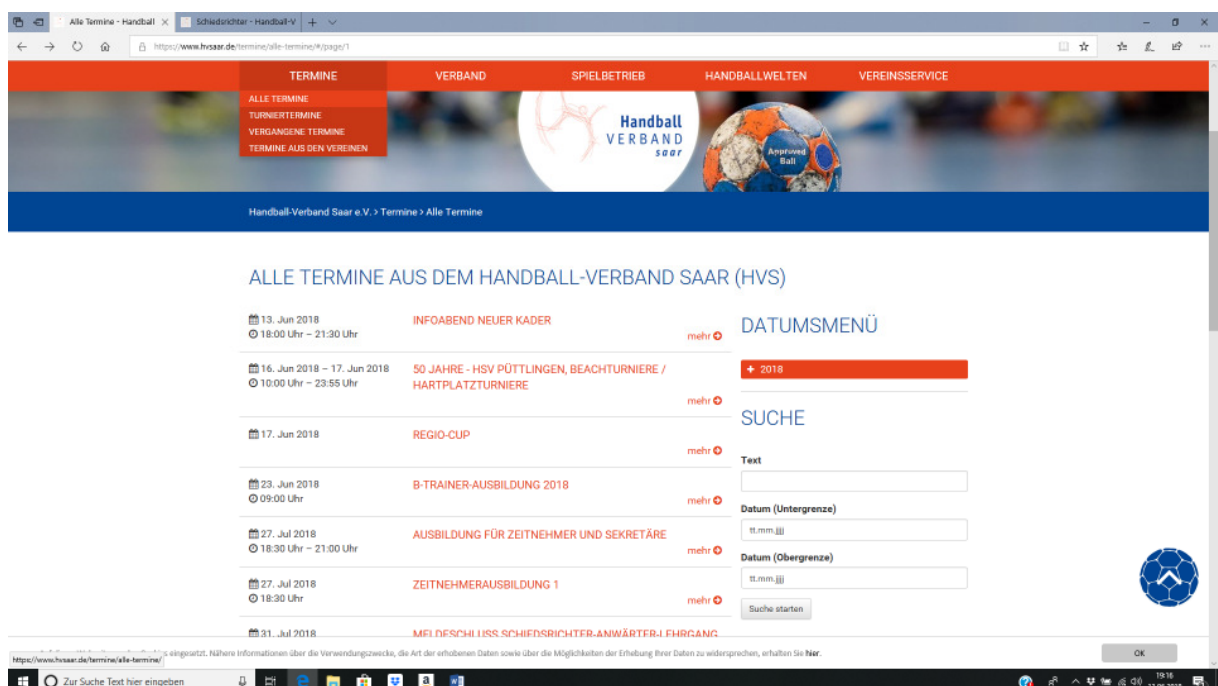 Alle Termine - Handball
Schiedsrichter - Handball-V
https://www.hvsaar.de/termine/alle-termine/#/page/1
TERMINE VERBAND SPIELBETRIEB HANDBALLWELTEN VEREINSSERVICE
ALLE TERMINE
TURNIERTERMINE
VERGANGENE TERMINE
TERMINE AUS DEN VEREINEN
Handball
VERBAND
saar
Approved
Ball
Handball-Verband Saar e.V. > Termine > Alle Termine
ALLE TERMINE AUS DEM HANDBALL-VERBAND SAAR (HVS)
13. Jun 2018 INFOABEND NEUER KADER
18:00 Uhr – 21:30 Uhr
mehr
16. Jun 2018 – 17. Jun 2018 50 JAHRE - HSV PÜTTLINGEN, BEACHTURNIERE /
10:00 Uhr – 23:55 Uhr HARTPLATZTURNIERE
mehr
17. Jun 2018 REGIO-CUP
mehr
23. Jun 2018 B-TRAINER-AUSBILDUNG 2018
09:00 Uhr
mehr
27. Jul 2018 AUSBILDUNG FÜR ZEITNEHMER UND SEKRETÄRE
18:30 Uhr – 21:00 Uhr
mehr
27. Jul 2018 ZEITNEHMERAUSBILDUNG 1
18:30 Uhr
mehr
31. Jul 2018 MELDESCHLUSS SCHIEDSRICHTER-ANWÄRTER-LEHRGANG
DATUMSMENÜ
+ 2018
SUCHE
Text
Datum (Untergrenze)
tt.mm.jjjj
Datum (Obergrenze)
tt.mm.jjjj
Suche starten
eingesetzt. Nähere Informationen über die Verwendungszwecke, die Art der erhobenen Daten sowie über die Möglichkeiten der Erhebung Ihrer Daten zu widersprechen, erhalten Sie hier.
OK
https://www.hvsaar.de/termine/alle-termine/
Zur Suche Text hier eingeben
19:16